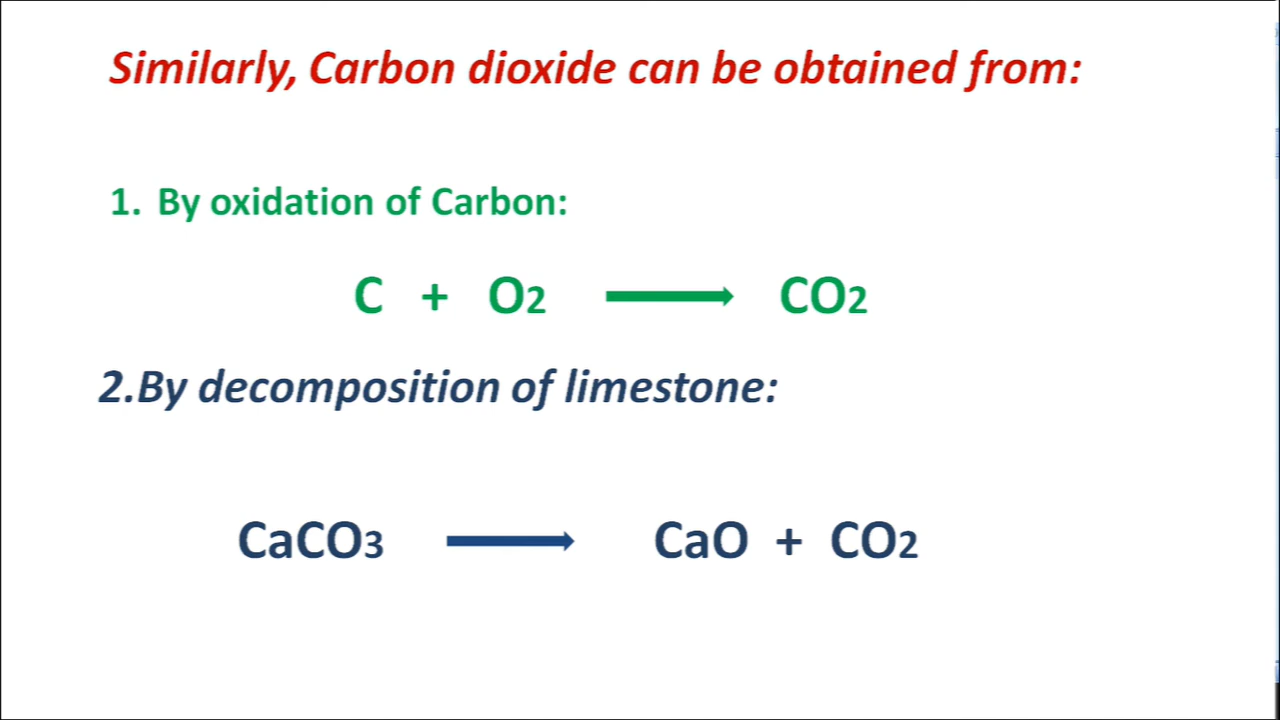 Similarly, Carbon dioxide can be obtained from:
1. By oxidation of Carbon:
C + O2 ⟶ CO2
2.By decomposition of limestone:
CaCO3 ⟶ CaO + CO2